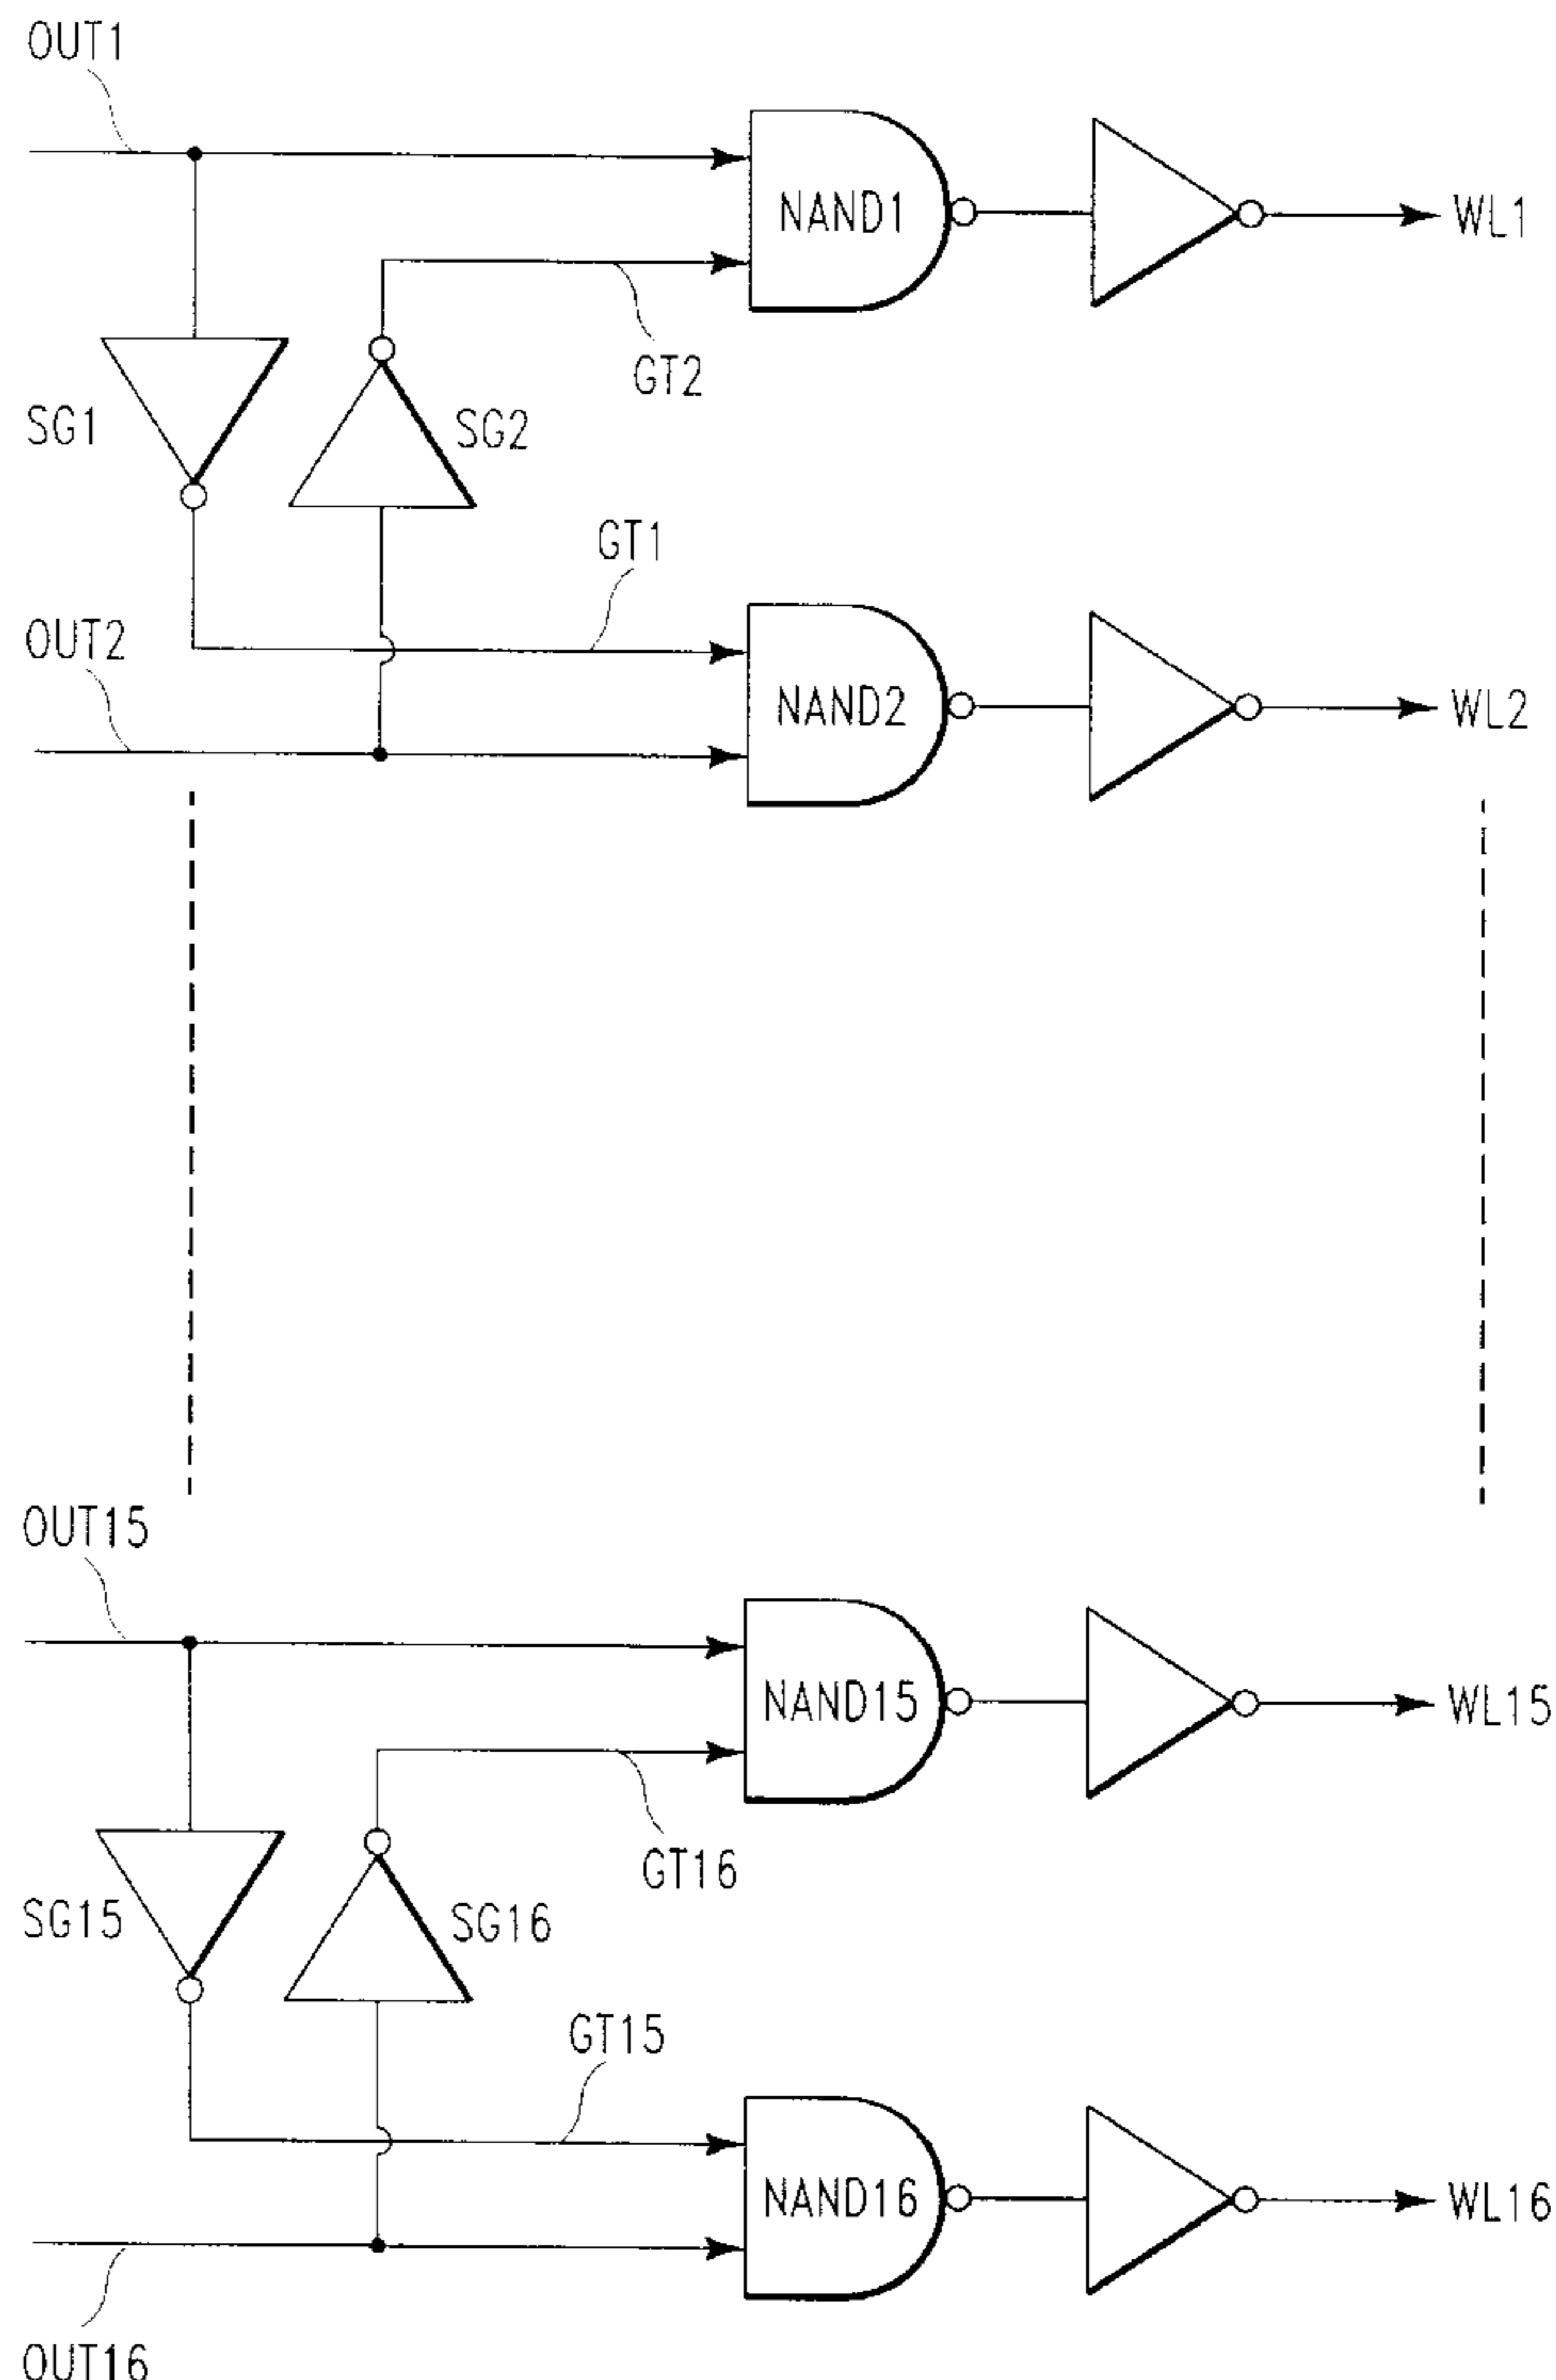 OUT1
NAND1
WL1
GT2
SG1
SG2
GT1
OUT2
NAND2
WL2
OUT15
NAND15
WL15
GT16
SG15
SG16
GT15
NAND16
WL16
OUT16